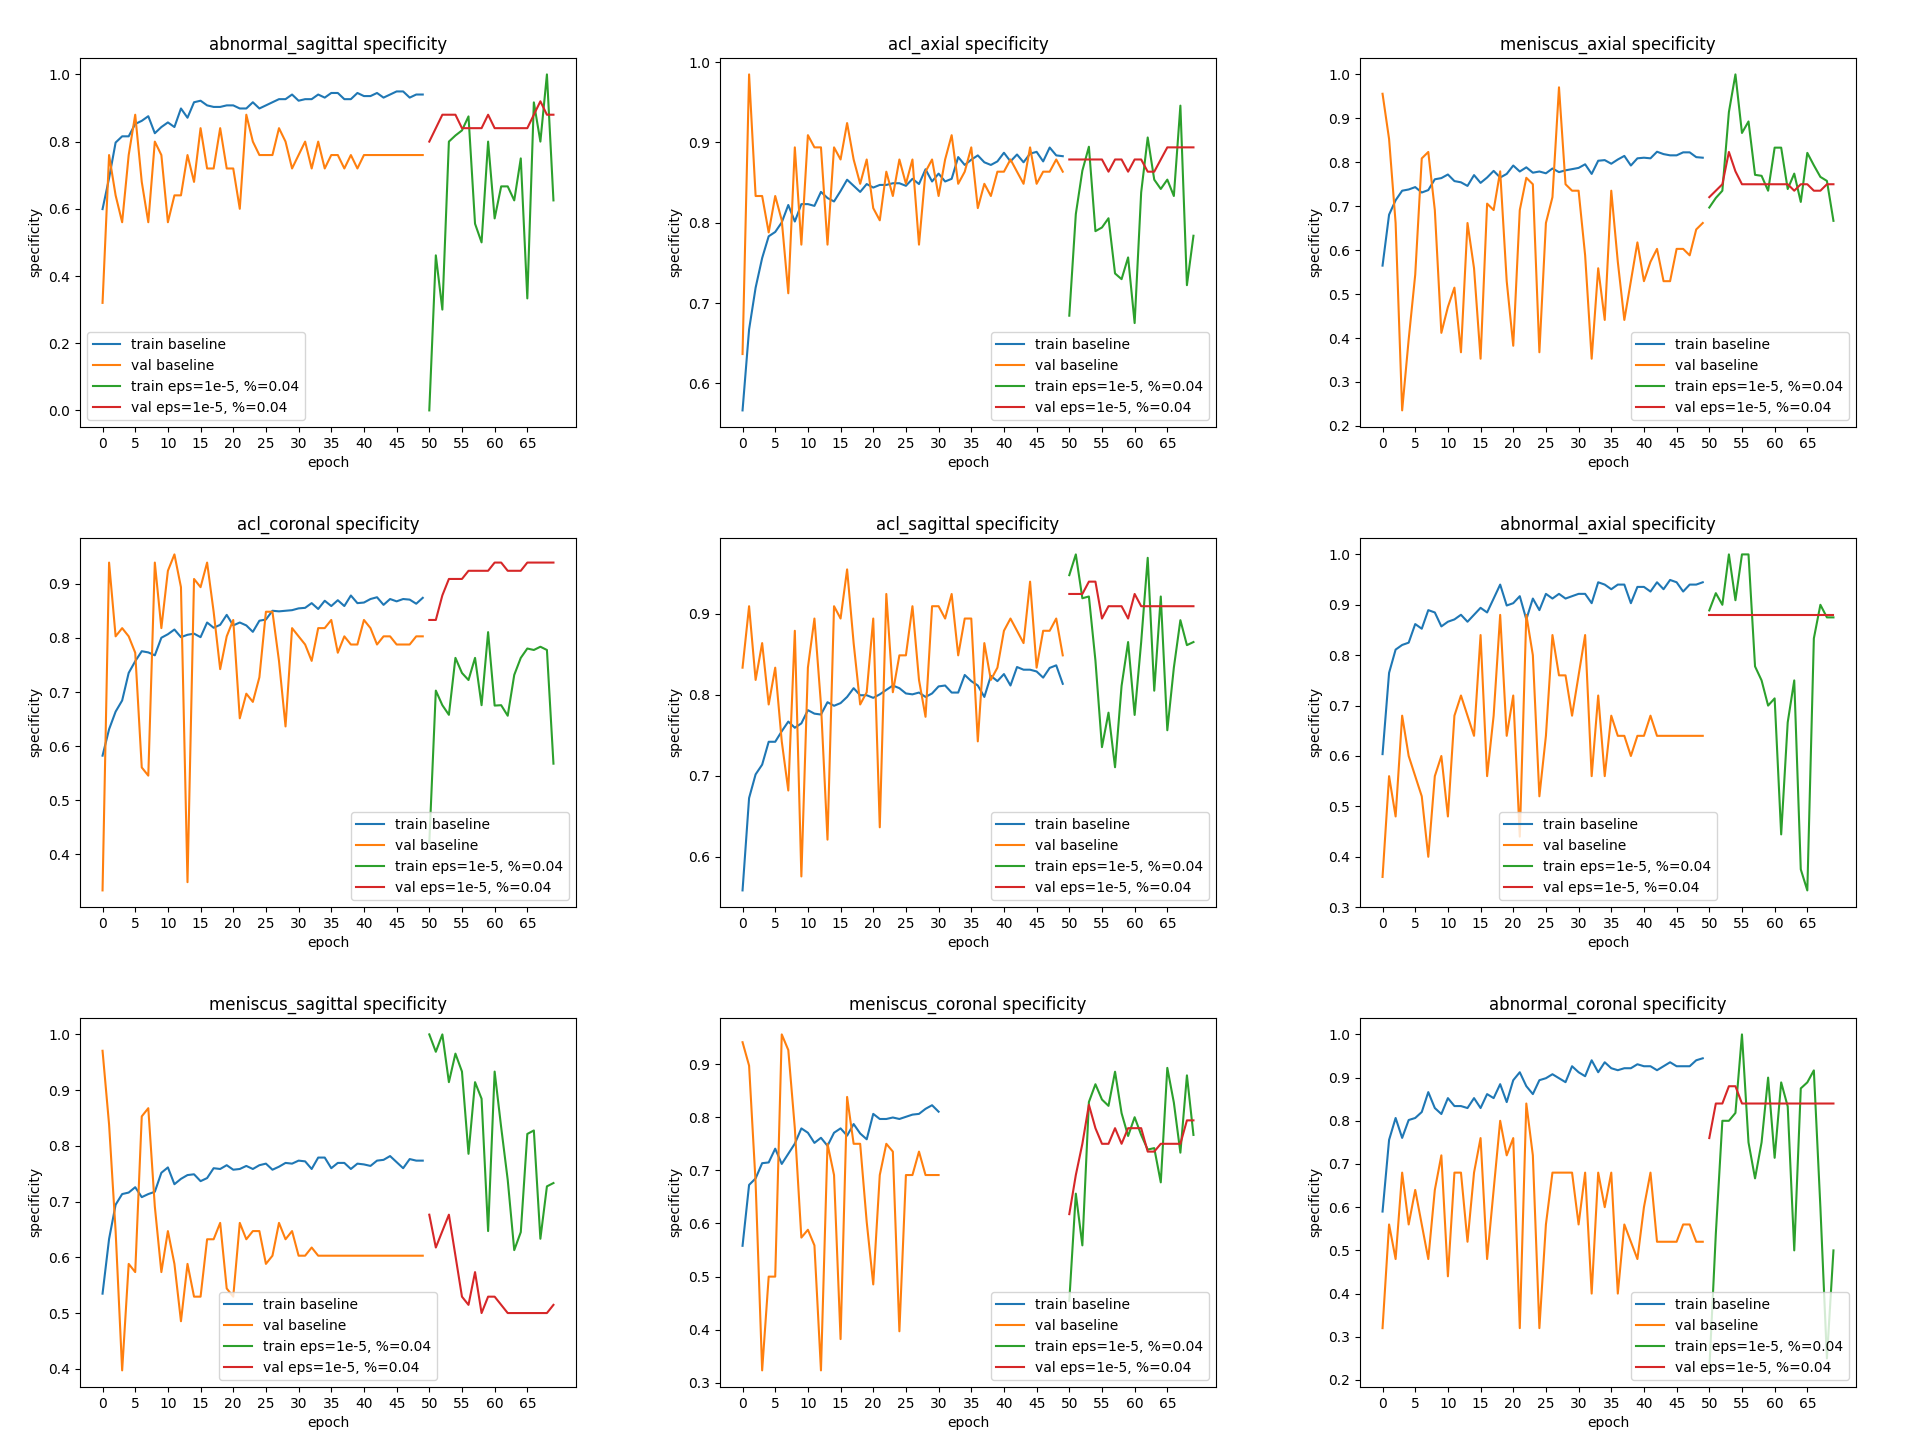 abnormal_sagittal specificity
1.0
0.8
0.6
0.4
0.2
0.0
specificity
train baseline
val baseline
train eps=1e-5, %=0.04
val eps=1e-5, %=0.04
0 5 10 15 20 25 30 35 40 45 50 55 60 65
epoch
acl_axial specificity
1.0
0.9
0.8
0.7
0.6
specificity
train baseline
val baseline
train eps=1e-5, %=0.04
val eps=1e-5, %=0.04
0 5 10 15 20 25 30 35 40 45 50 55 60 65
epoch
meniscus_axial specificity
1.0
0.9
0.8
0.7
0.6
0.5
0.4
0.3
0.2
specificity
train baseline
val baseline
train eps=1e-5, %=0.04
val eps=1e-5, %=0.04
0 5 10 15 20 25 30 35 40 45 50 55 60 65
epoch
acl_coronal specificity
0.9
0.8
0.7
0.6
0.5
0.4
specificity
train baseline
val baseline
train eps=1e-5, %=0.04
val eps=1e-5, %=0.04
0 5 10 15 20 25 30 35 40 45 50 55 60 65
epoch
acl_sagittal specificity
0.9
0.8
0.7
0.6
specificity
train baseline
val baseline
train eps=1e-5, %=0.04
val eps=1e-5, %=0.04
0 5 10 15 20 25 30 35 40 45 50 55 60 65
epoch
abnormal_axial specificity
1.0
0.9
0.8
0.7
0.6
0.5
0.4
0.3
specificity
train baseline
val baseline
train eps=1e-5, %=0.04
val eps=1e-5, %=0.04
0 5 10 15 20 25 30 35 40 45 50 55 60 65
epoch
meniscus_sagittal specificity
1.0
0.9
0.8
0.7
0.6
0.5
0.4
specificity
train baseline
val baseline
train eps=1e-5, %=0.04
val eps=1e-5, %=0.04
0 5 10 15 20 25 30 35 40 45 50 55 60 65
epoch
meniscus_coronal specificity
0.9
0.8
0.7
0.6
0.5
0.4
0.3
specificity
train baseline
val baseline
train eps=1e-5, %=0.04
val eps=1e-5, %=0.04
0 5 10 15 20 25 30 35 40 45 50 55 60 65
epoch
abnormal_coronal specificity
1.0
0.9
0.8
0.7
0.6
0.5
0.4
0.3
0.2
specificity
train baseline
val baseline
train eps=1e-5, %=0.04
val eps=1e-5, %=0.04
0 5 10 15 20 25 30 35 40 45 50 55 60 65
epoch